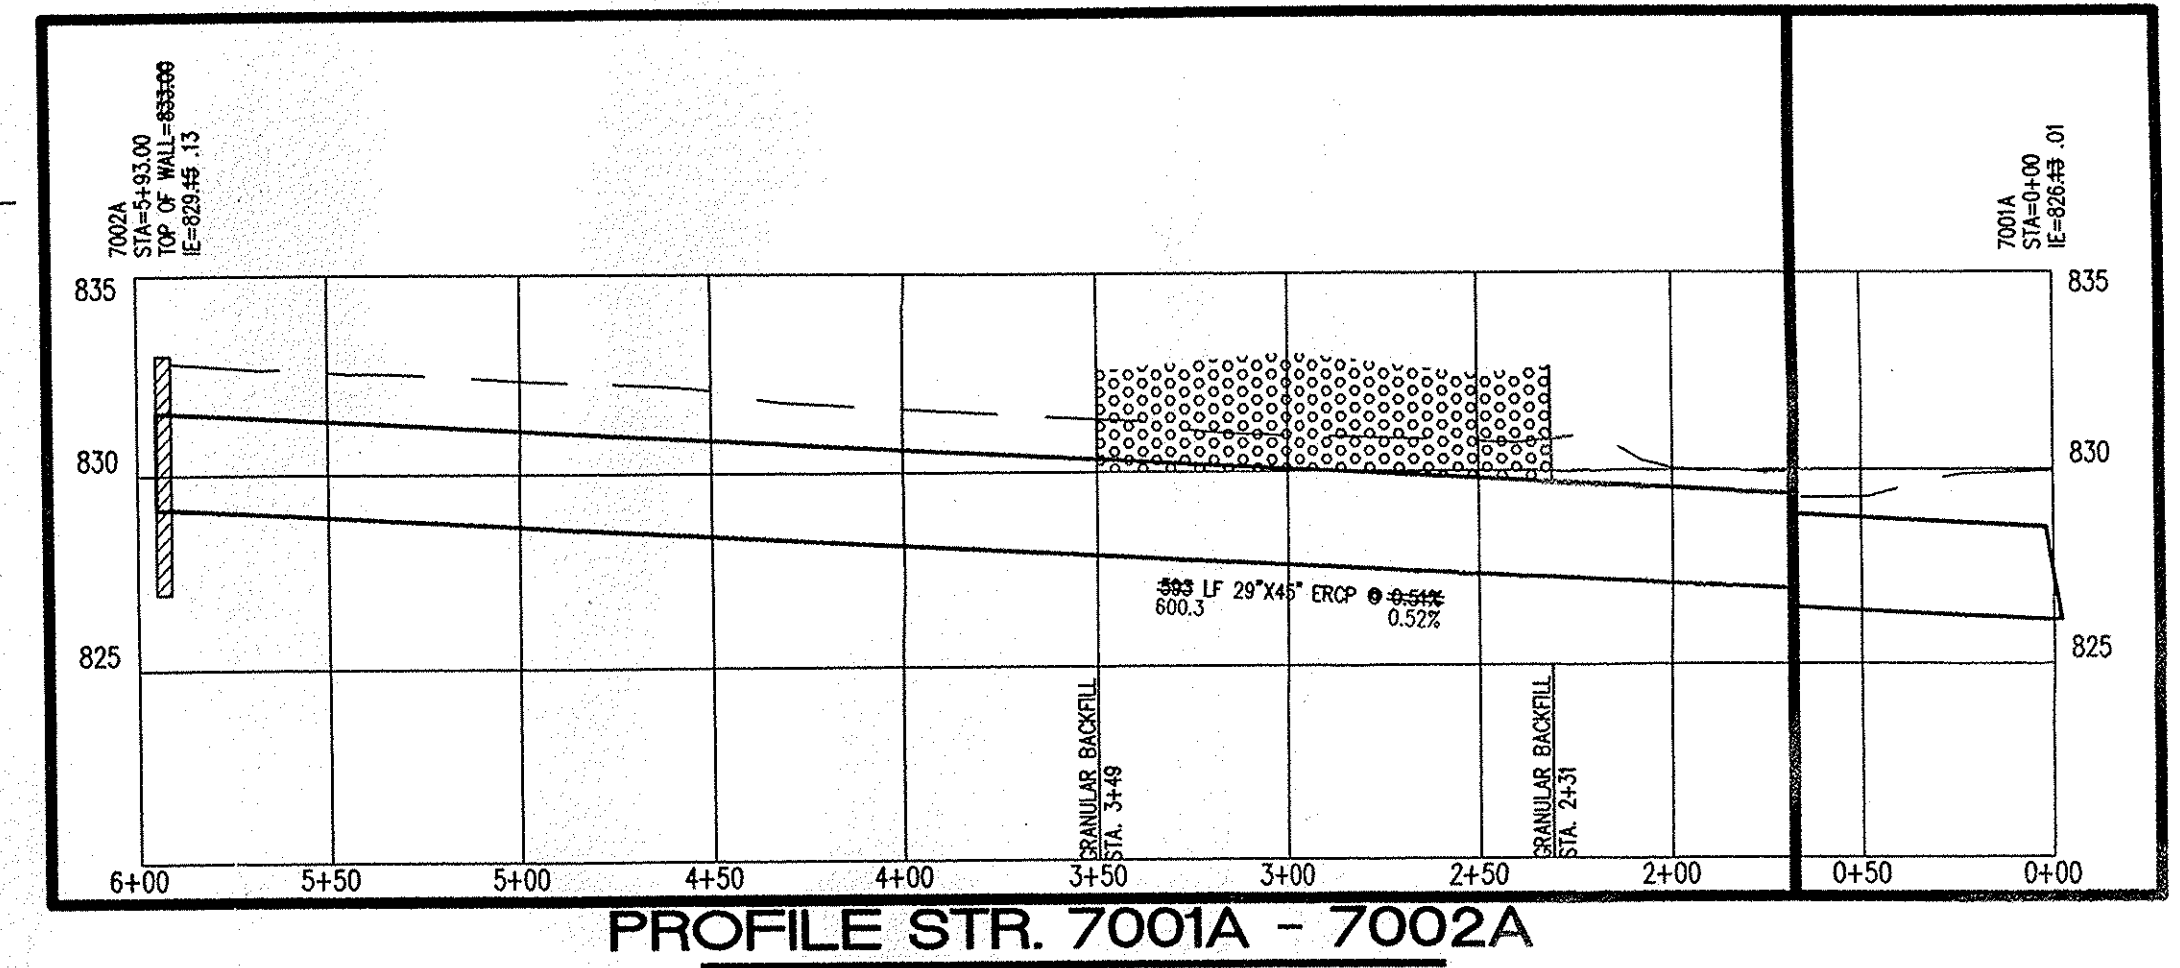 7002A
STA=5+93.00
TOP OF WALL=833.00
IE=829.45 .13
7001A
STA=0+00
IE=826.13 .01
835
835
830
830
825
825
593 LF 29"X45" ERCP @ 0.51%
600.3
0.52%
GRANULAR BACKFILL
STA. 3+49
GRANULAR BACKFILL
STA. 2+31
6+00
5+50
5+00
4+50
4+00
3+50
3+00
2+50
2+00
0+50
0+00
PROFILE STR. 7001A - 7002A